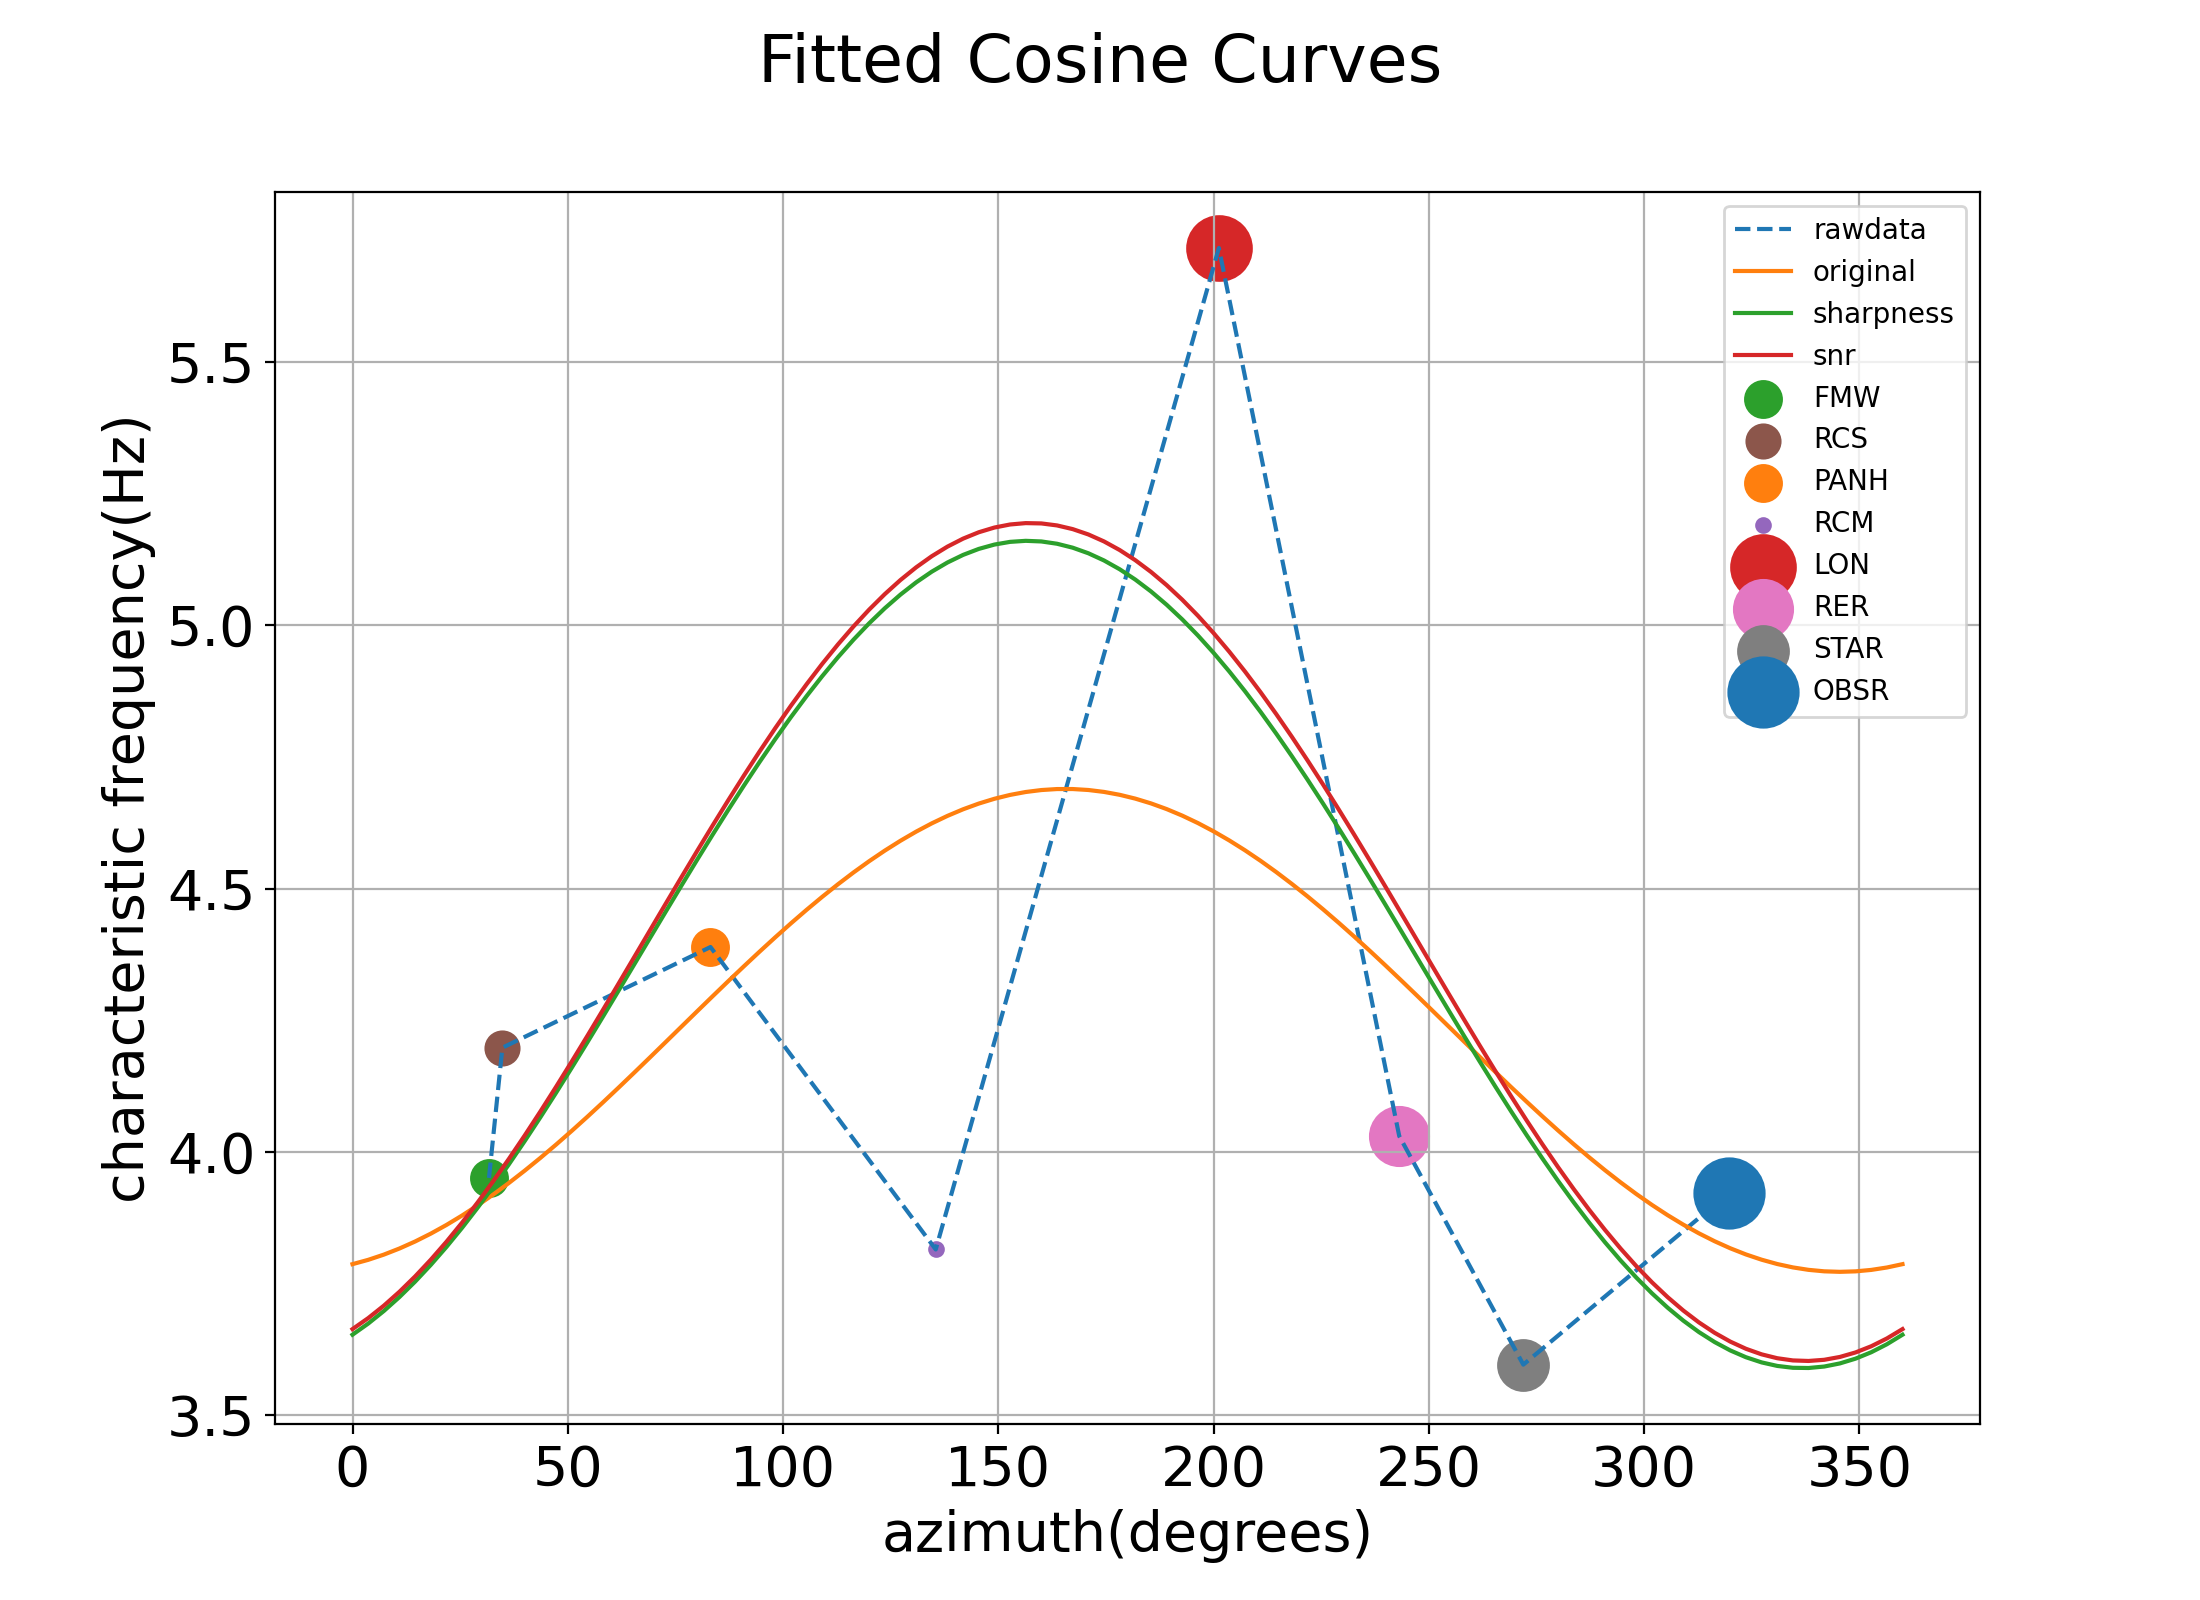 Fitted Cosine Curves
characteristic frequency(Hz)
5.5
5.0
4.5
4.0
3.5
rawdata
original
sharpness
snr
FMW
RCS
PANH
RCM
LON
RER
STAR
OBSR
0 50 100 150 200 250 300 350
azimuth(degrees)